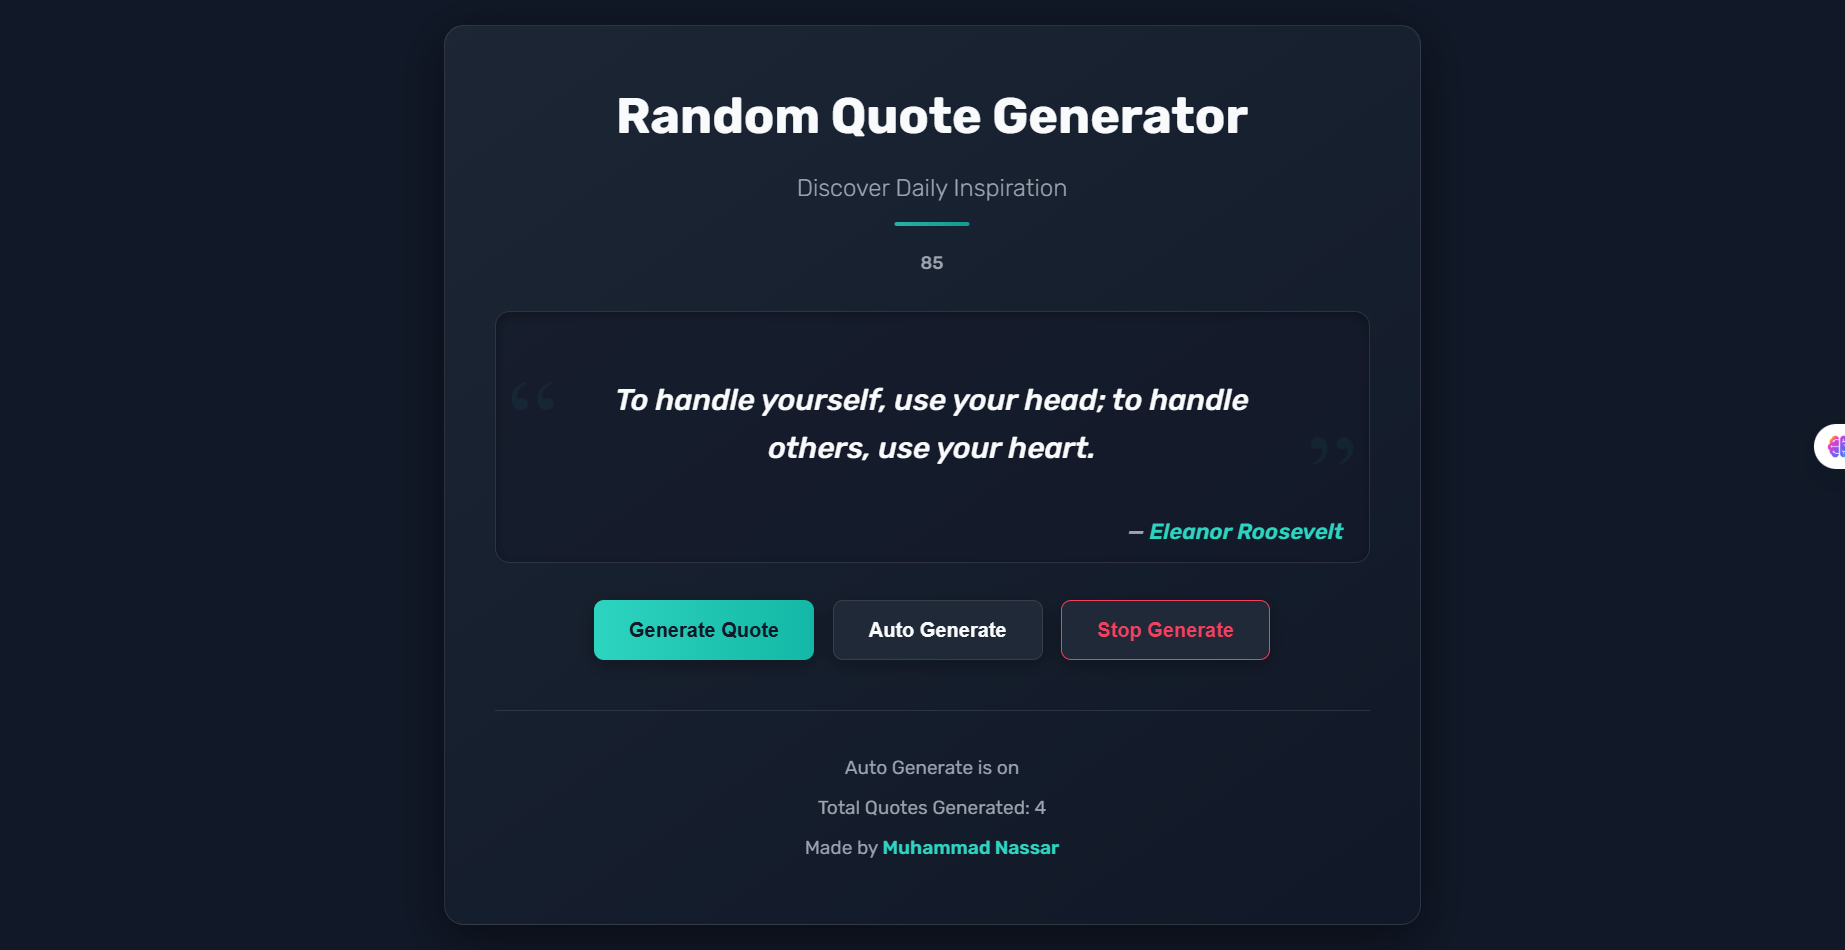 Random Quote Generator
Discover Daily Inspiration
85
“
To handle yourself, use your head; to handle
others, use your heart.
”
— Eleanor Roosevelt
Generate Quote
Auto Generate
Stop Generate
Auto Generate is on
Total Quotes Generated: 4
Made by Muhammad Nassar